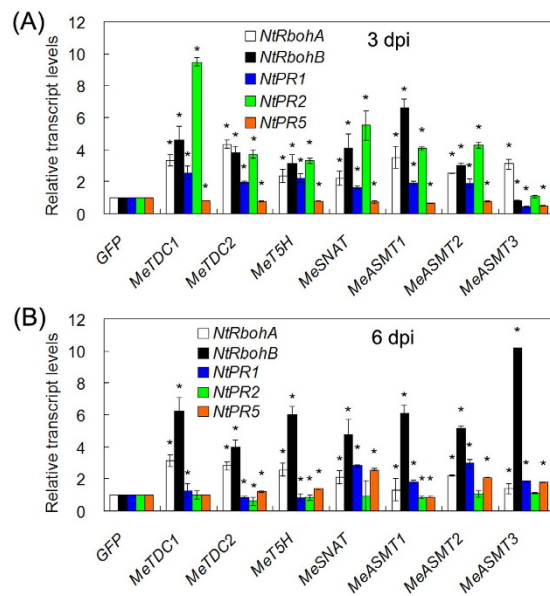 (A)
Relative transcript levels
12
10
8
6
4
2
0
NtRbohA
NtRbohB
NtPR1
NtPR2
NtPR5
3 dpi
* * * *
* * * * *
* * * * *
* * * * *
* * * * *
* * * *
* * * * *
GFP
MeTDC1
MeTDC2
MeT5H
MeSNAT
MeASMT1
MeASMT2
MeASMT3
(B)
Relative transcript levels
12
10
8
6
4
2
0
NtRbohA
NtRbohB
NtPR1
NtPR2
NtPR5
6 dpi
GFP
MeTDC1
MeTDC2
MeT5H
MeSNAT
MeASMT1
MeASMT2
MeASMT3